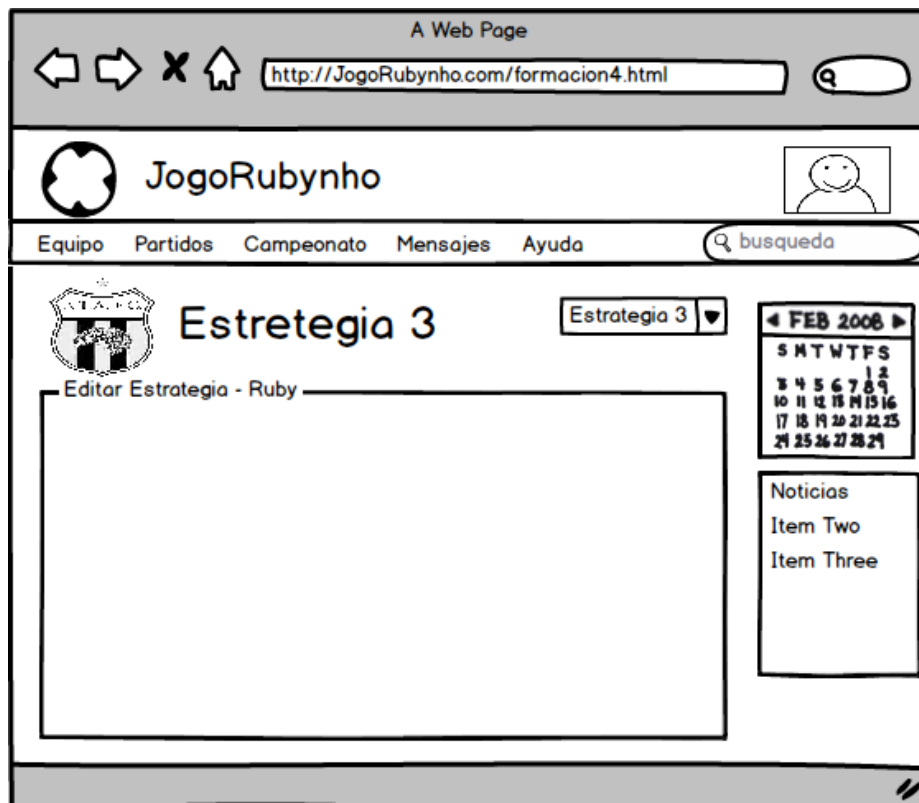 A Web Page
http://JogoRubynho.com/formacion4.html
JogoRubynho
Equipo Partidos Campeonato Mensajes Ayuda busqueda
Estretegia 3
Estrategia 3
FEB 2008
S M T W T F S
1 2
3 4 5 6 7 8 9
10 11 12 13 14 15 16
17 18 19 20 21 22 23
24 25 26 27 28 29
Editar Estrategia - Ruby
Noticias
Item Two
Item Three